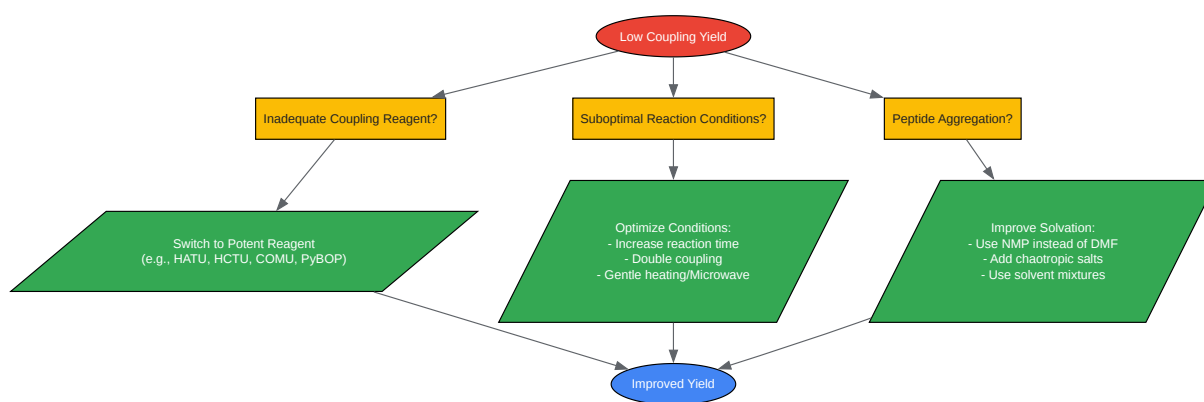 Low Coupling Yield
Inadequate Coupling Reagent?
Suboptimal Reaction Conditions?
Peptide Aggregation?
Switch to Potent Reagent
(e.g., HATU, HCTU, COMU, PyBOP)
Optimize Conditions:
- Increase reaction time
- Double coupling
- Gentle heating/Microwave
Improve Solvation:
- Use NMP instead of DMF
- Add chaotropic salts
- Use solvent mixtures
Improved Yield